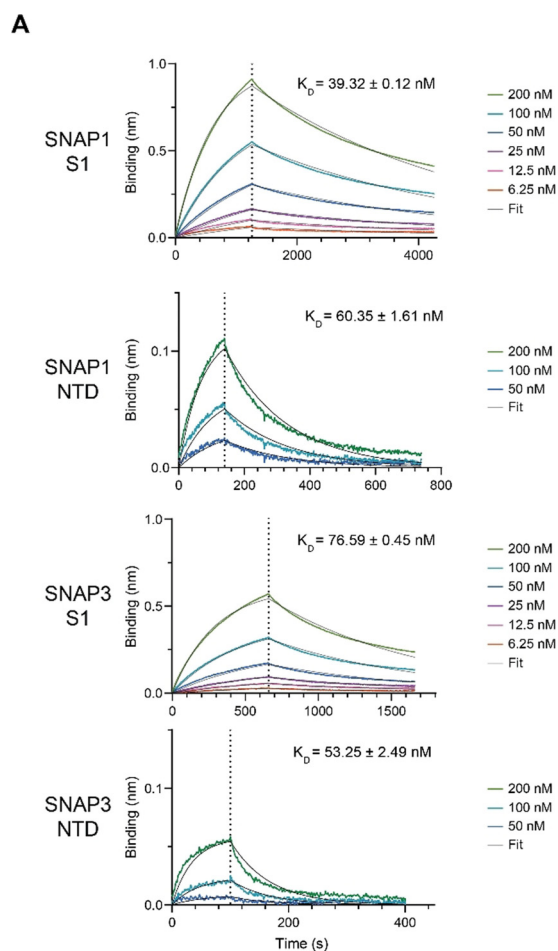 A
SNAP1
S1
Binding (nm)
1.0
0.5
0.0
0
2000
4000
K_D = 39.32 ± 0.12 nM
200 nM
100 nM
50 nM
25 nM
12.5 nM
6.25 nM
Fit
SNAP1
NTD
Binding (nm)
0.1
0.0
0
200
400
600
800
K_D = 60.35 ± 1.61 nM
200 nM
100 nM
50 nM
Fit
SNAP3
S1
Binding (nm)
1.0
0.5
0.0
0
500
1000
1500
K_D = 76.59 ± 0.45 nM
200 nM
100 nM
50 nM
25 nM
12.5 nM
6.25 nM
Fit
SNAP3
NTD
Binding (nm)
0.1
0.0
0
200
400
K_D = 53.25 ± 2.49 nM
200 nM
100 nM
50 nM
Fit
Time (s)